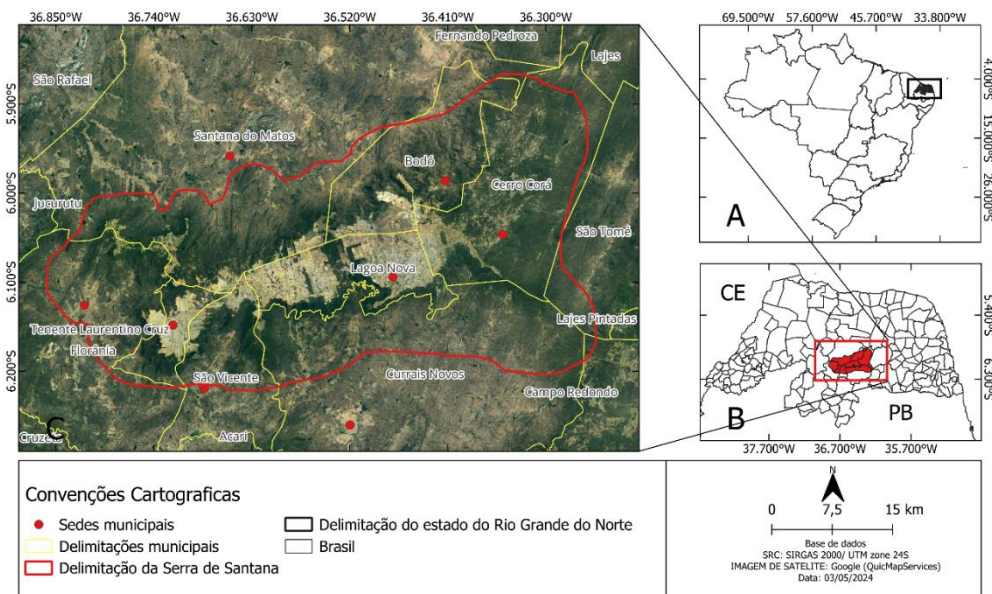 36.850°W 36.740°W 36.630°W 36.520°W 36.410°W 36.300°W
69.500°W 57.600°W 45.700°W 33.800°W
Fernando Pedroza
Lajes
São Rafael
5.900°S
4.000°S
Santana do Matos
Bodó
15.000°S
Cerro Corá
6.000°S
Jucurutu
26.000°S
A
São Tomé
Lagoa Nova
6.100°S
CE
5.400°S
Tenente Laurentino Cruz
Lajes Pintadas
Florânia
6.200°S
São Vicente
Currais Novos
Campo Redondo
6.300°S
B
PB
C
Acari
37.700°W 36.700°W 35.700°W
Convenções Cartograficas
Sedes municipais
Delimitações municipais
Delimitação da Serra de Santana
Delimitação do estado do Rio Grande do Norte
Brasil
N
0 7,5 15 km
Base de dados
SRC: SIRGAS 2000/ UTM zone 24S
IMAGEM DE SATELITE: Google (QuicMapServices)
Data: 03/05/2024